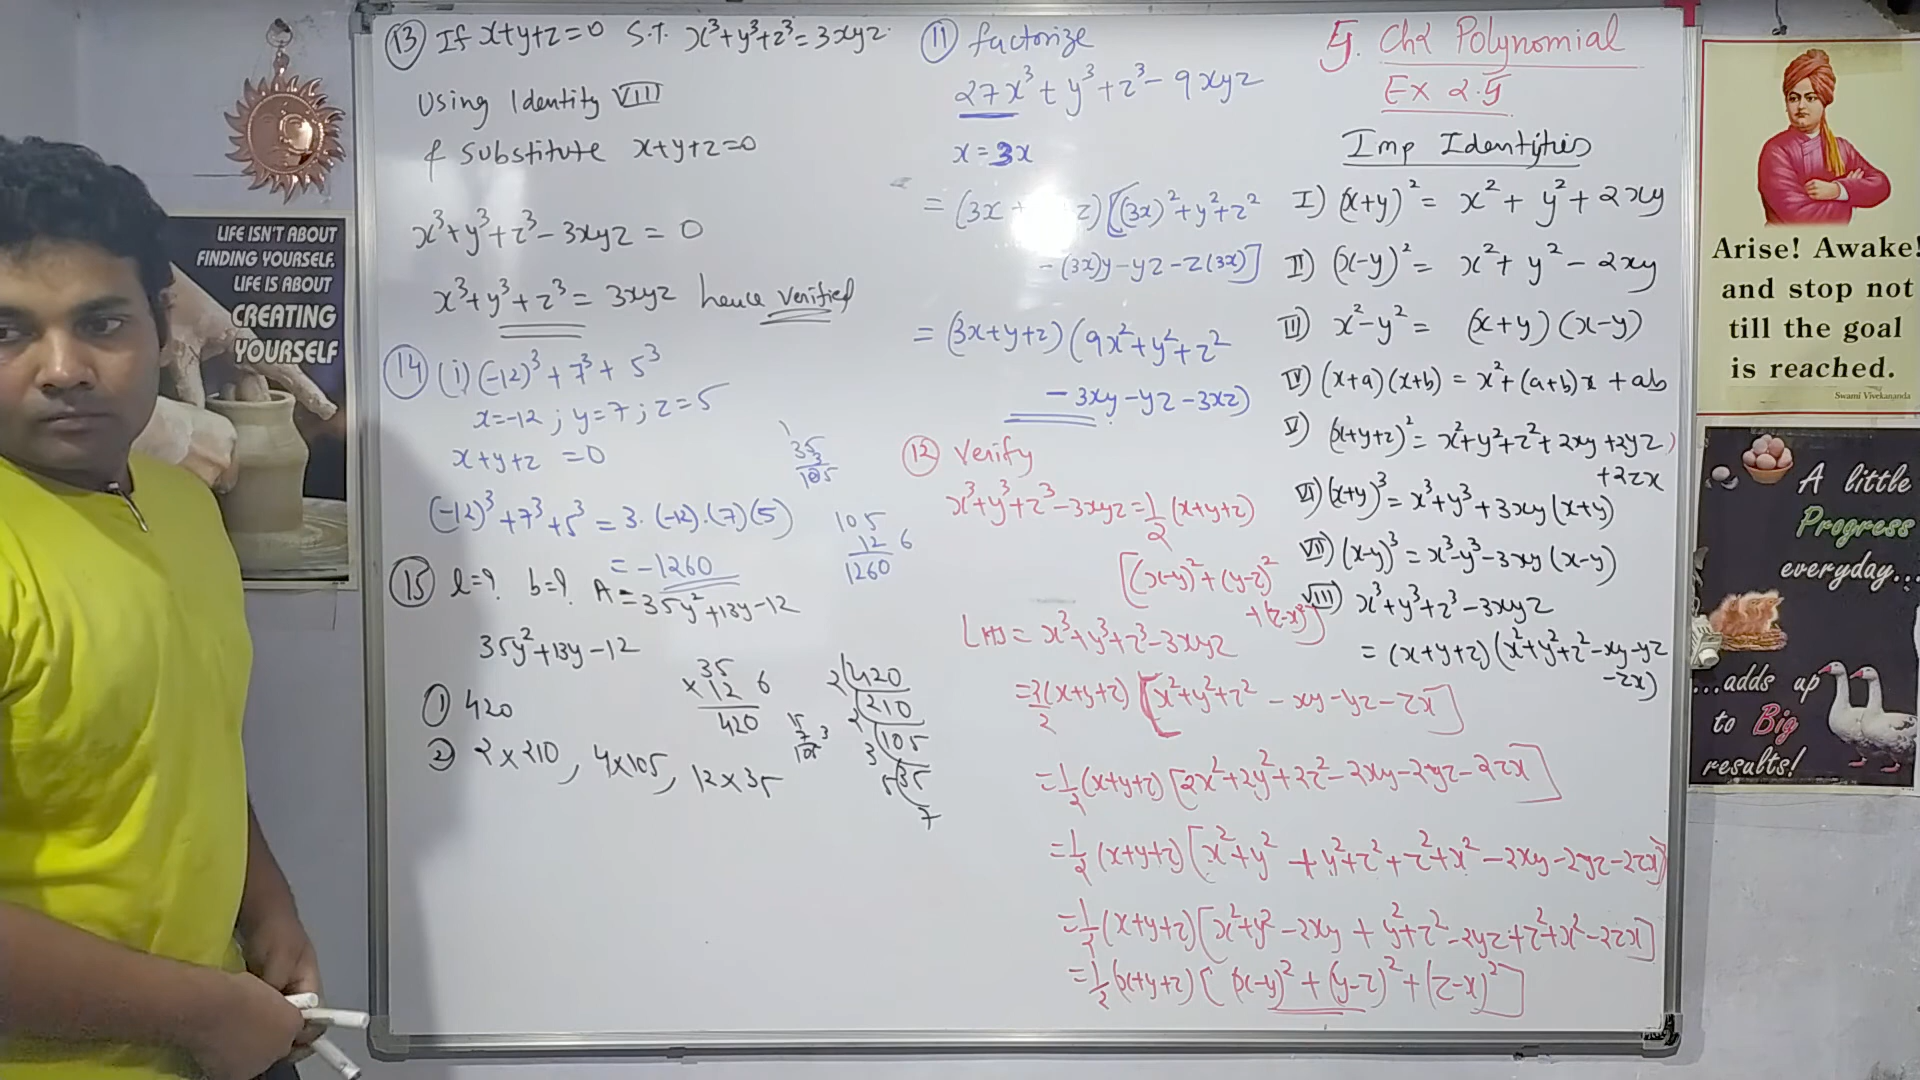 13 If x+y+z=0 S.T. x³+y³+z³=3xyz.
Using Identity VIII
& Substitute x+y+z=0
x³+y³+z³-3xyz = 0
x³+y³+z³ = 3xyz hence verified
14 (i) (-12)³+7³+5³
x=-12 ; y=7 ; z=5
x+y+z =0
35
3
105
(-12)³+7³+5³ = 3.(-12).(7)(5)
= -1260
105
12 6
1260
15 l=? b=? A=35y²+13y-12
35y²+13y-12
① 420
② 2×210, 4×105, 12×35
35
×12 6
420
15
7 3
105
2 420
2 210
3 105
5 35
7
11 factorize
27x³+y³+z³-9xyz
x=3x
= (3x+ z)[(3x)²+y²+z²
-(3x)y-yz-z(3x)]
= (3x+y+z)(9x²+y²+z²
-3xy-yz-3xz)
12 Verify
x³+y³+z³-3xyz=1/2(x+y+z)
[(x-y)²+(y-z)²
+(z-x)²]
LHS = x³+y³+z³-3xyz
=2/2(x+y+z)[x²+y²+z²-xy-yz-zx]
=1/2(x+y+z)[2x²+2y²+2z²-2xy-2yz-2zx]
=1/2(x+y+z)[x²+y²+y²+z²+z²+x²-2xy-2yz-2zx]
=1/2(x+y+z)[x²+y²-2xy+y²+z²-2yz+z²+x²-2zx]
=1/2(x+y+z)[(x-y)²+(y-z)²+(z-x)²]
Ch2 Polynomial
Ex 2.5
Imp Identities
I) (x+y)² = x²+y²+2xy
II) (x-y)² = x²+y²-2xy
III) x²-y² = (x+y)(x-y)
IV) (x+a)(x+b) = x²+(a+b)x+ab
V) (x+y+z)² = x²+y²+z²+2xy+2yz
+2zx
VI) (x+y)³ = x³+y³+3xy(x+y)
VII) (x-y)³ = x³-y³-3xy(x-y)
VIII) x³+y³+z³-3xyz
= (x+y+z)(x²+y²+z²-xy-yz
-zx)
LIFE ISN'T ABOUT
FINDING YOURSELF.
LIFE IS ABOUT
CREATING
YOURSELF
Arise! Awake!
and stop not
till the goal
is reached.
Swami Vivekananda
A little
Progress
everyday...
...adds up
to Big
results!